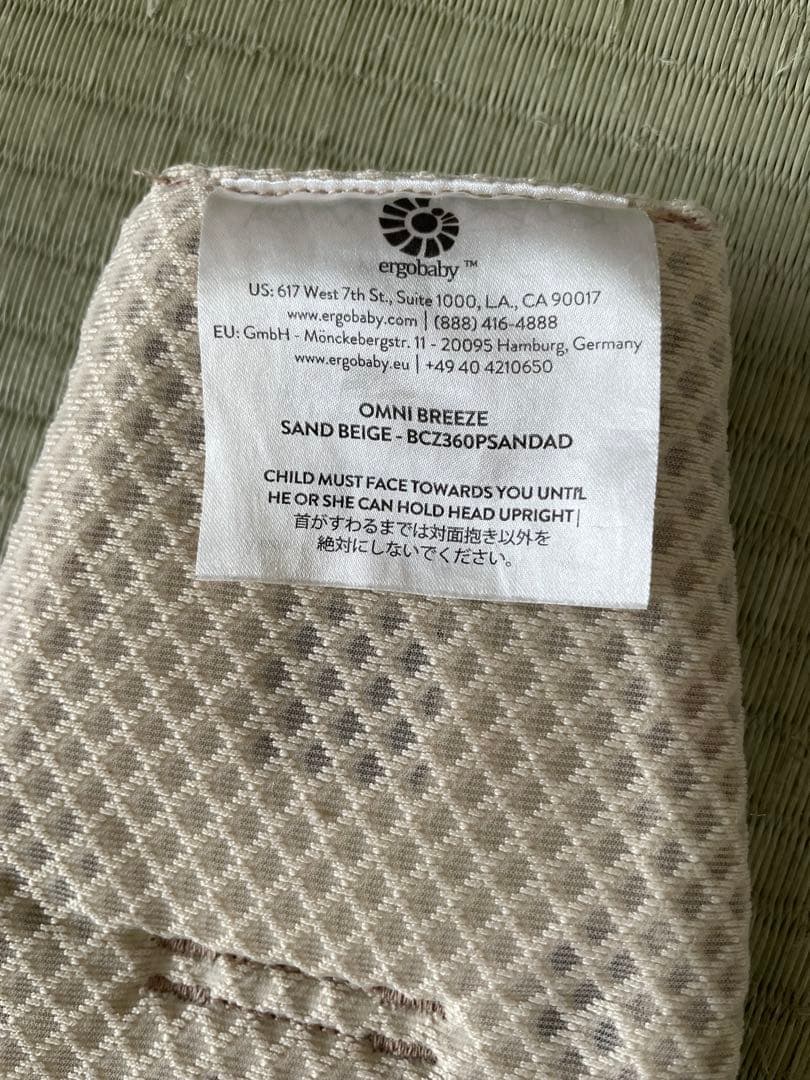 ergobaby™
US: 617 West 7th St., Suite 1000, L.A., CA 90017
www.ergobaby.com | (888) 416-4888
EU: GmbH - Mönckebergstr. 11 - 20095 Hamburg, Germany
www.ergobaby.eu | +49 40 4210650
OMNI BREEZE
SAND BEIGE - BCZ360PSANDAD
CHILD MUST FACE TOWARDS YOU UNTIL
HE OR SHE CAN HOLD HEAD UPRIGHT|
首がすわるまでは対面抱き以外を
絶対にしないでください。